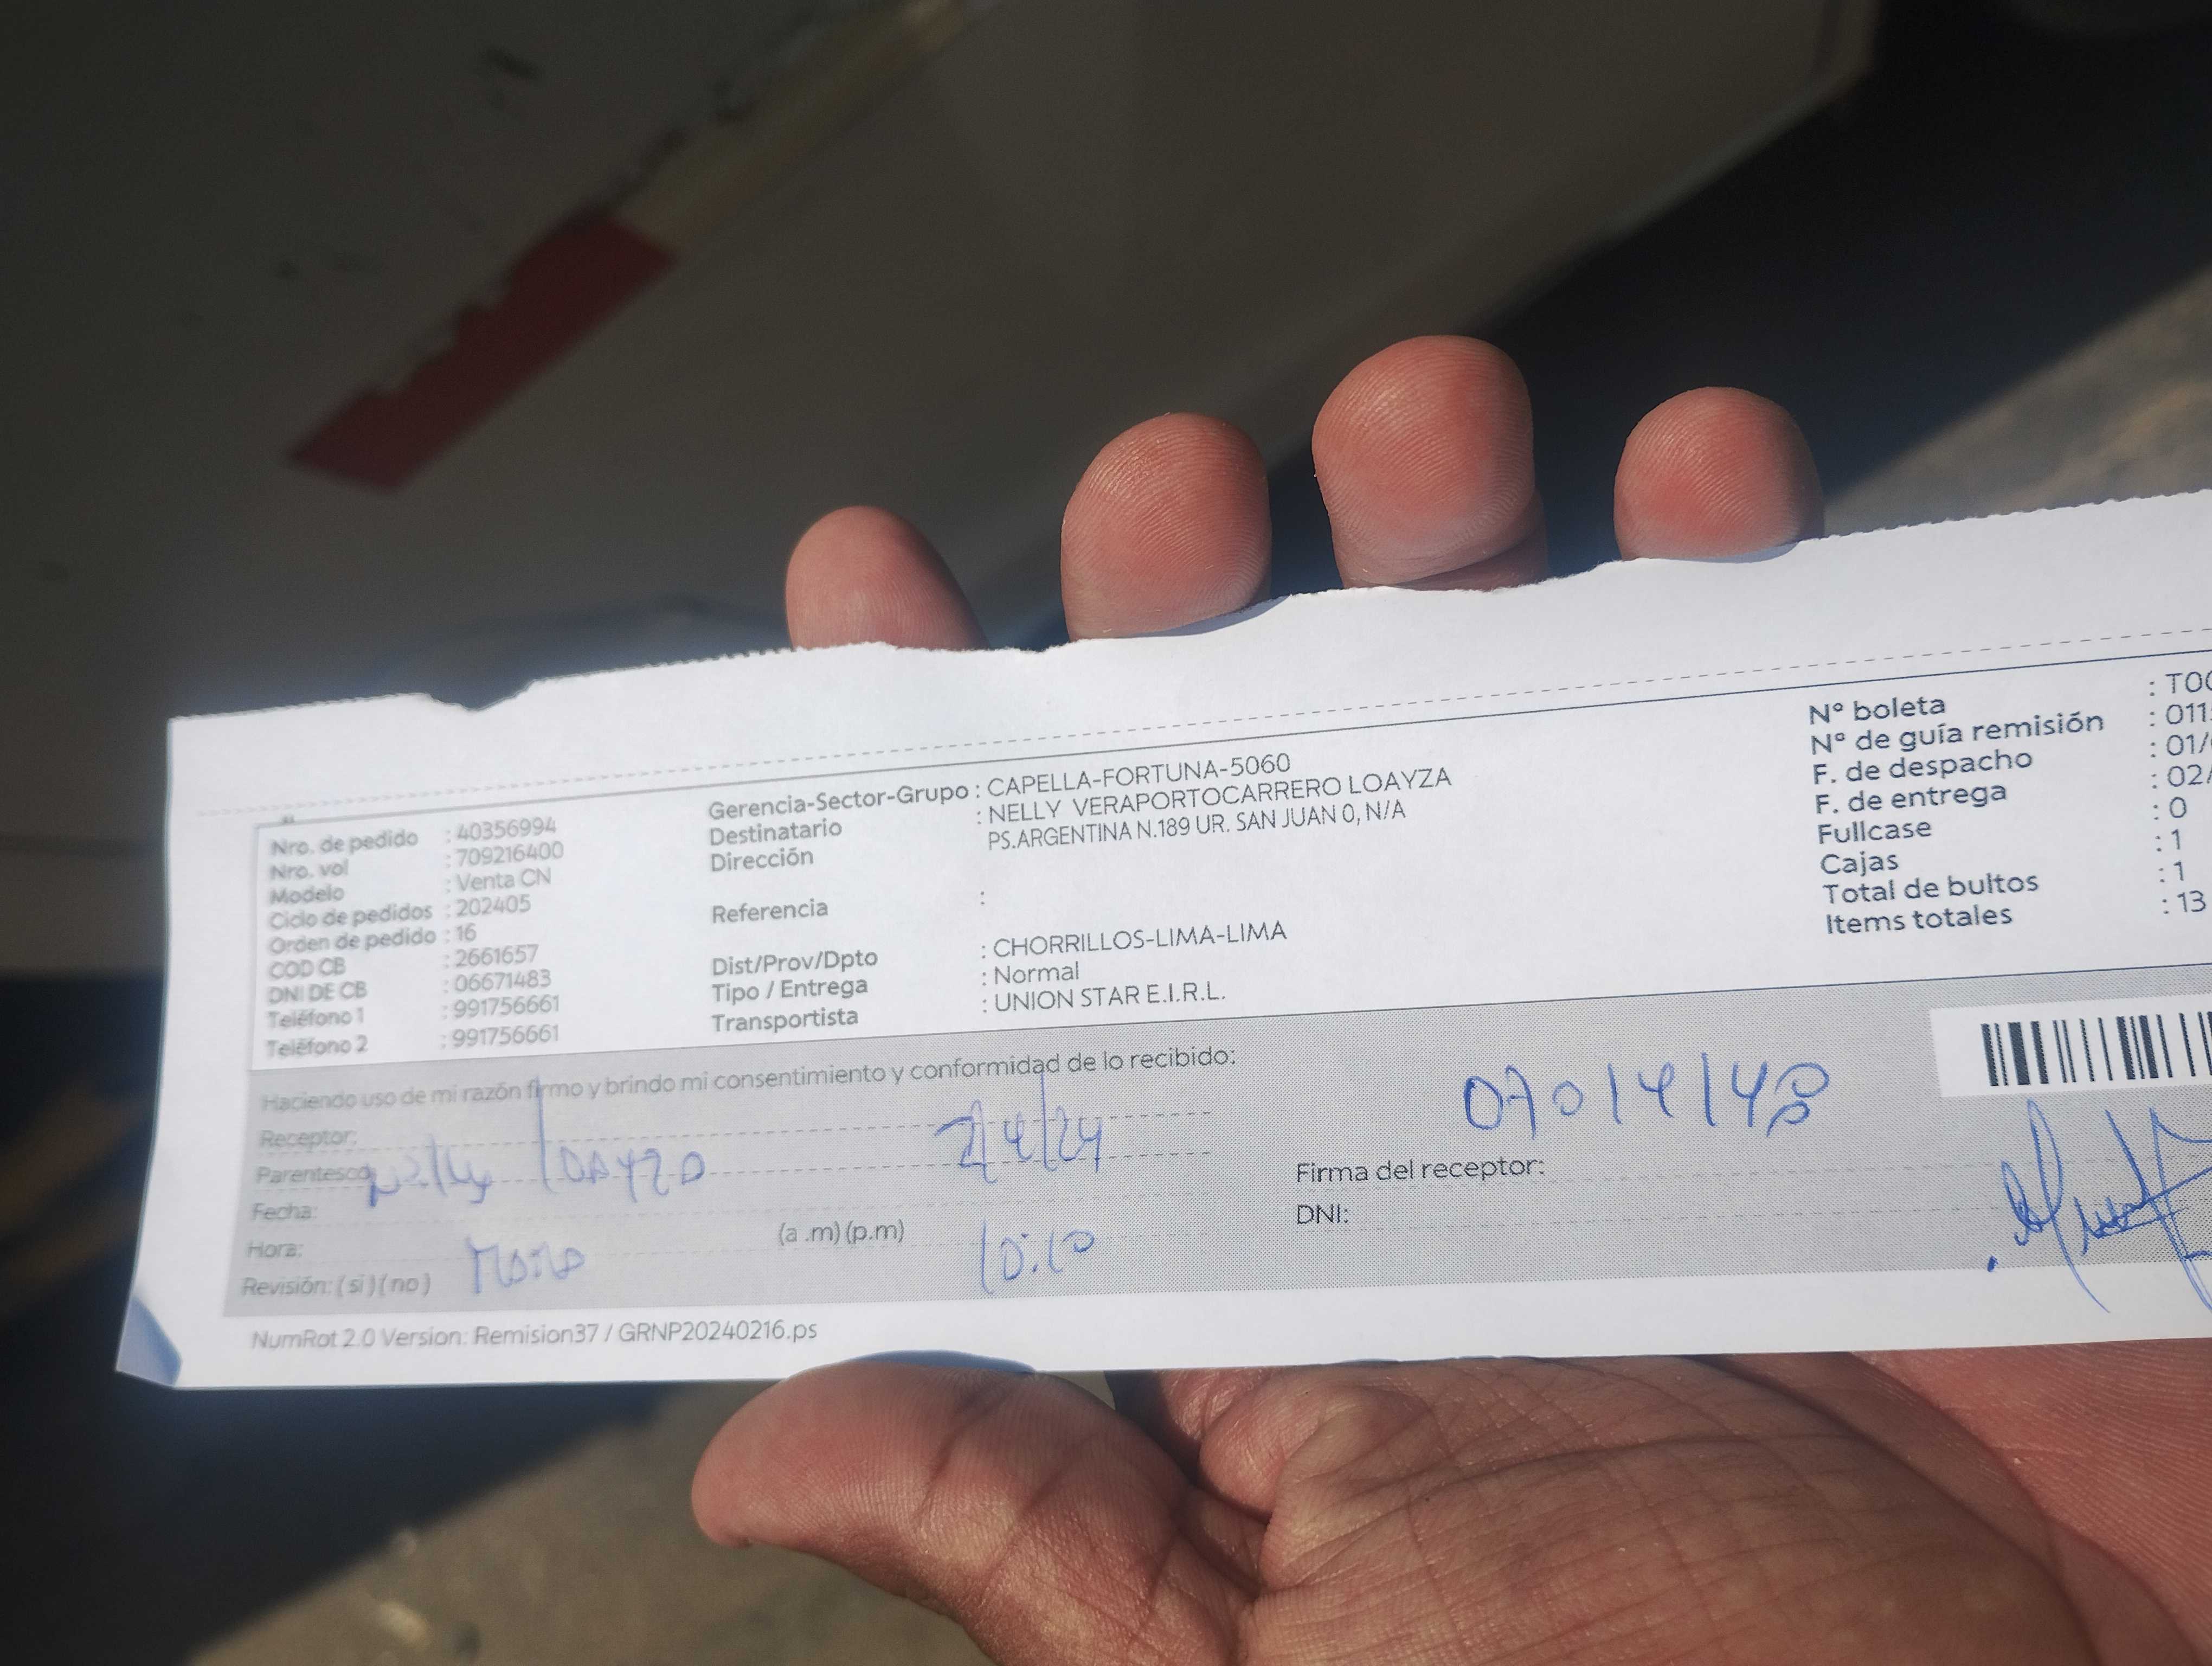 Nro. de pedido : 40356994
Nro. vol : 709216400
Modelo : Venta CN
Ciclo de pedidos : 202405
Orden de pedido : 16
COD CB : 2661657
DNI DE CB : 06671483
Teléfono 1 : 991756661
Teléfono 2 : 991756661
Gerencia-Sector-Grupo : CAPELLA-FORTUNA-5060
Destinatario : NELLY VERAPORTOCARRERO LOAYZA
Dirección PS.ARGENTINA N.189 UR. SAN JUAN 0, N/A
Referencia :
Dist/Prov/Dpto : CHORRILLOS-LIMA-LIMA
Tipo / Entrega : Normal
Transportista : UNION STAR E.I.R.L.
N° boleta : T00
N° de guía remisión : 011
F. de despacho : 01/
F. de entrega : 02/
Fullcase : 0
Cajas : 1
Total de bultos : 1
Items totales : 13
Haciendo uso de mi razón firmo y brindo mi consentimiento y conformidad de lo recibido:
Receptor:
Parentesco Nelly 2/4/24
Fecha:
Hora: (a .m) (p.m) 10:10
Revisión: ( si ) ( no )
Firma del receptor:
DNI:
NumRot 2.0 Version: Remision37 / GRNP20240216.ps